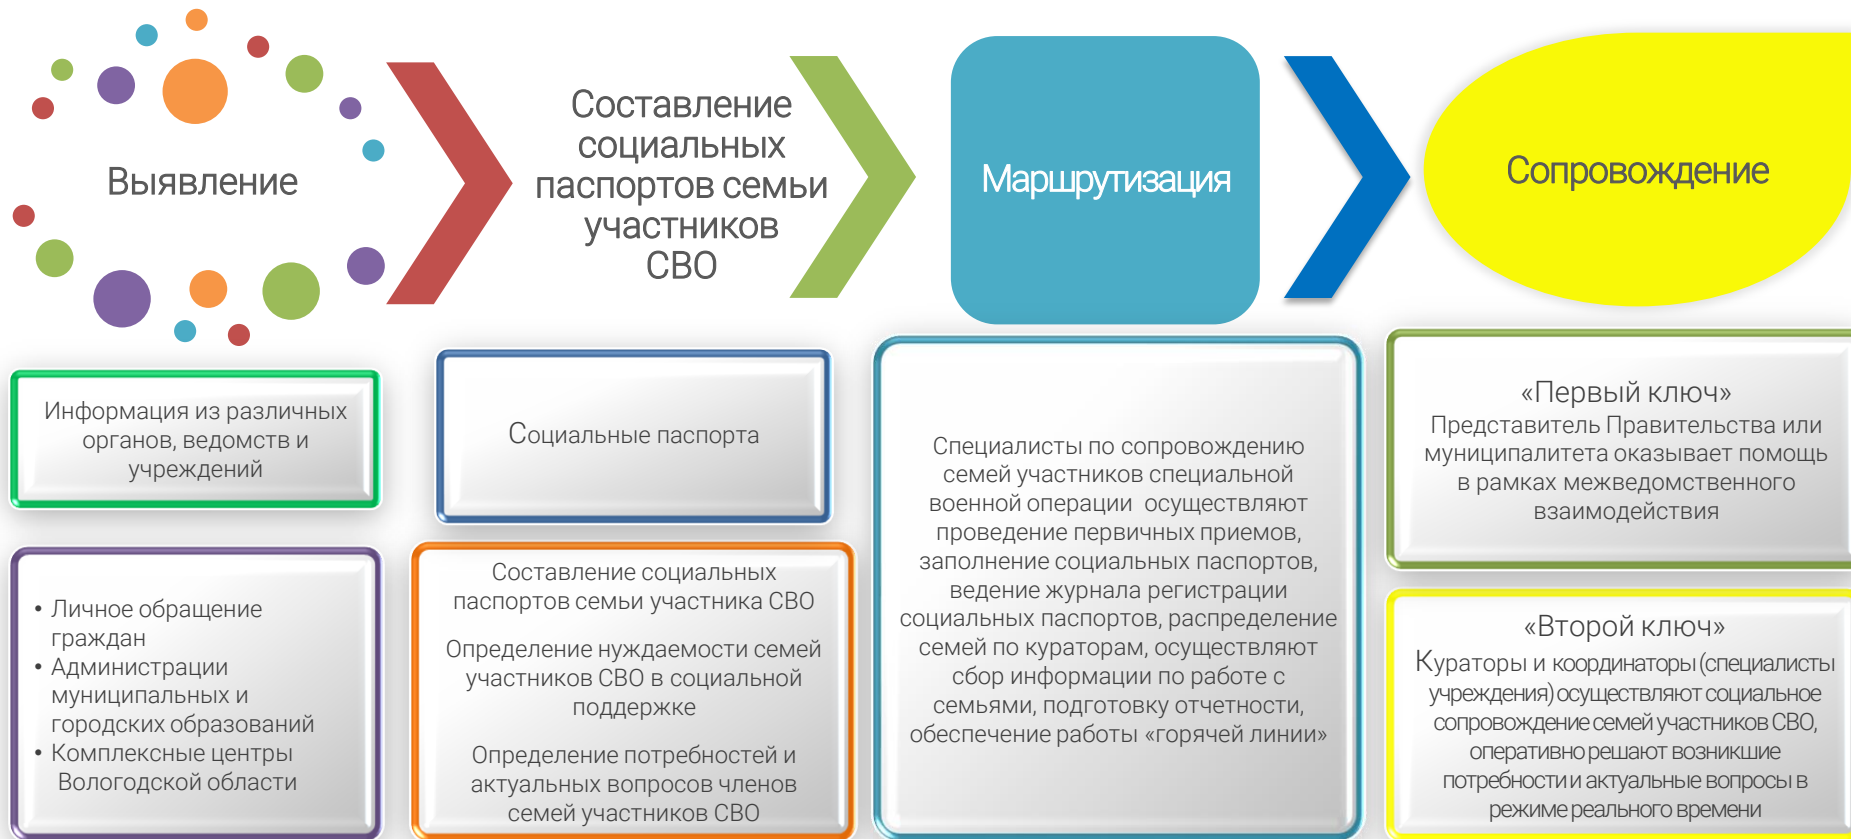 Выявление
Составление
социальных
паспортов семьи
участников
СВО
Маршрутизация
Сопровождение
Информация из различных
органов, ведомств и
учреждений
• Личное обращение
граждан
• Администрации
муниципальных и
городских образований
• Комплексные центры
Вологодской области
Социальные паспорта
Составление социальных
паспортов семьи участника СВО
Определение нуждаемости семей
участников СВО в социальной
поддержке
Определение потребностей и
актуальных вопросов членов
семей участников СВО
Специалисты по сопровождению
семей участников специальной
военной операции осуществляют
проведение первичных приемов,
заполнение социальных паспортов,
ведение журнала регистрации
социальных паспортов, распределение
семей по кураторам, осуществляют
сбор информации по работе с
семьями, подготовку отчетности,
обеспечение работы «горячей линии»
«Первый ключ»
Представитель Правительства или
муниципалитета оказывает помощь
в рамках межведомственного
взаимодействия
«Второй ключ»
Кураторы и координаторы (специалисты
учреждения) осуществляют социальное
сопровождение семей участников СВО,
оперативно решают возникшие
потребности и актуальные вопросы в
режиме реального времени